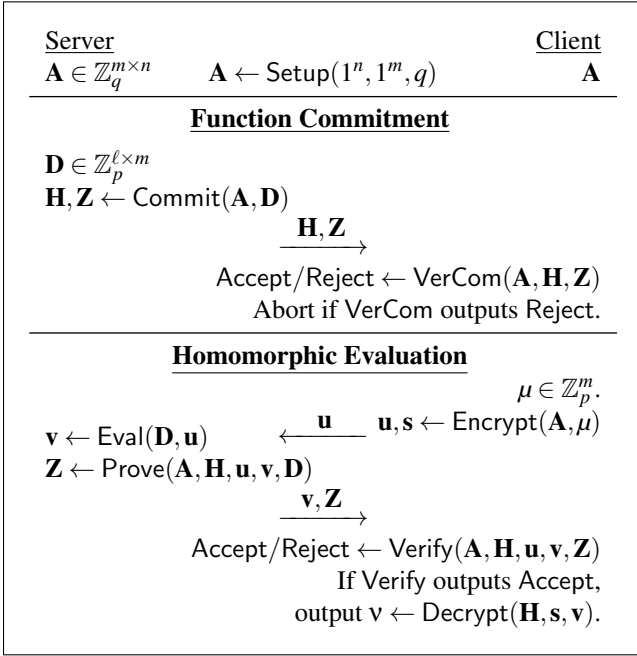 Server Client
A ∈ ℤ_q^{m×n} A ← Setup(1^n, 1^m, q) A
Function Commitment
D ∈ ℤ_p^{ℓ×m}
H, Z ← Commit(A, D)
H, Z
⟶
Accept/Reject ← VerCom(A, H, Z)
Abort if VerCom outputs Reject.
Homomorphic Evaluation
μ ∈ ℤ_p^m.
v ← Eval(D, u) ⟵ u u, s ← Encrypt(A, μ)
Z ← Prove(A, H, u, v, D)
v, Z
⟶
Accept/Reject ← Verify(A, H, u, v, Z)
If Verify outputs Accept,
output ν ← Decrypt(H, s, v).